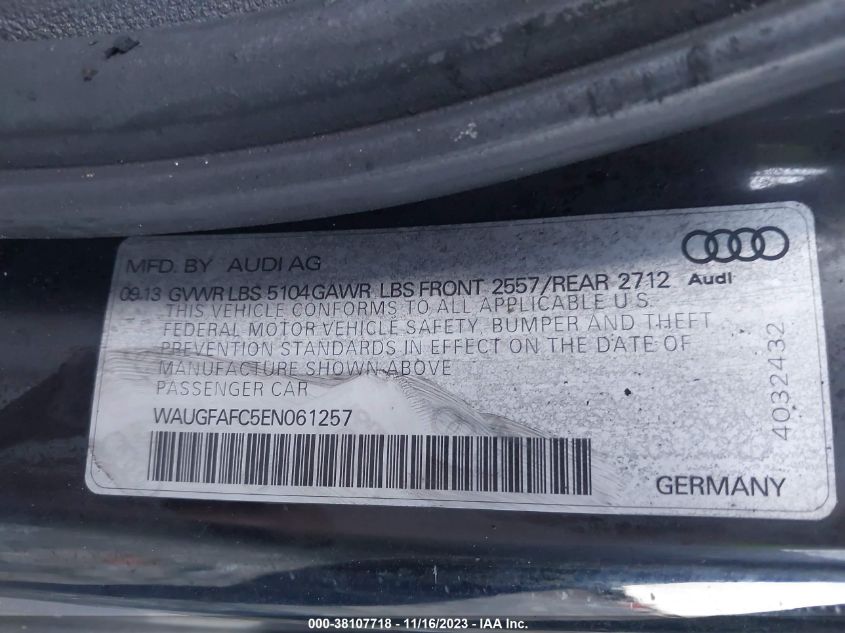 MFD. BY AUDI AG
Audi
09.13 GVWR LBS 5104 GAWR LBS FRONT 2557/REAR 2712
THIS VEHICLE CONFORMS TO ALL APPLICABLE U.S.
FEDERAL MOTOR VEHICLE SAFETY, BUMPER AND THEFT
PREVENTION STANDARDS IN EFFECT ON THE DATE OF
MANUFACTURE SHOWN ABOVE
PASSENGER CAR
WAUGFAFC5EN061257
4032432
GERMANY
000-38107718 - 11/16/2023 - IAA Inc.